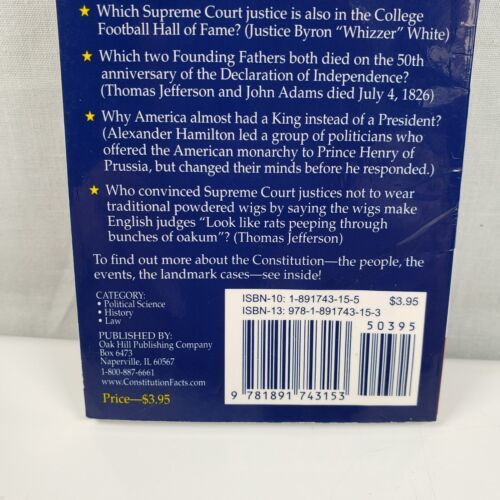 ★ Which Supreme Court justice is also in the College
Football Hall of Fame? (Justice Byron “Whizzer” White)
★ Which two Founding Fathers both died on the 50th
anniversary of the Declaration of Independence?
(Thomas Jefferson and John Adams died July 4, 1826)
★ Why America almost had a King instead of a President?
(Alexander Hamilton led a group of politicians who
offered the American monarchy to Prince Henry of
Prussia, but changed their minds before he responded.)
★ Who convinced Supreme Court justices not to wear
traditional powdered wigs by saying the wigs make
English judges “Look like rats peeping through
bunches of oakum”? (Thomas Jefferson)
To find out more about the Constitution—the people, the
events, the landmark cases—see inside!
CATEGORY:
• Political Science
• History
• Law
PUBLISHED BY:
Oak Hill Publishing Company
Box 6473
Naperville, IL 60567
1-800-887-6661
www.ConstitutionFacts.com
Price—$3.95
ISBN-10: 1-891743-15-5 $3.95
ISBN-13: 978-1-891743-15-3
50395
9 781891 743153